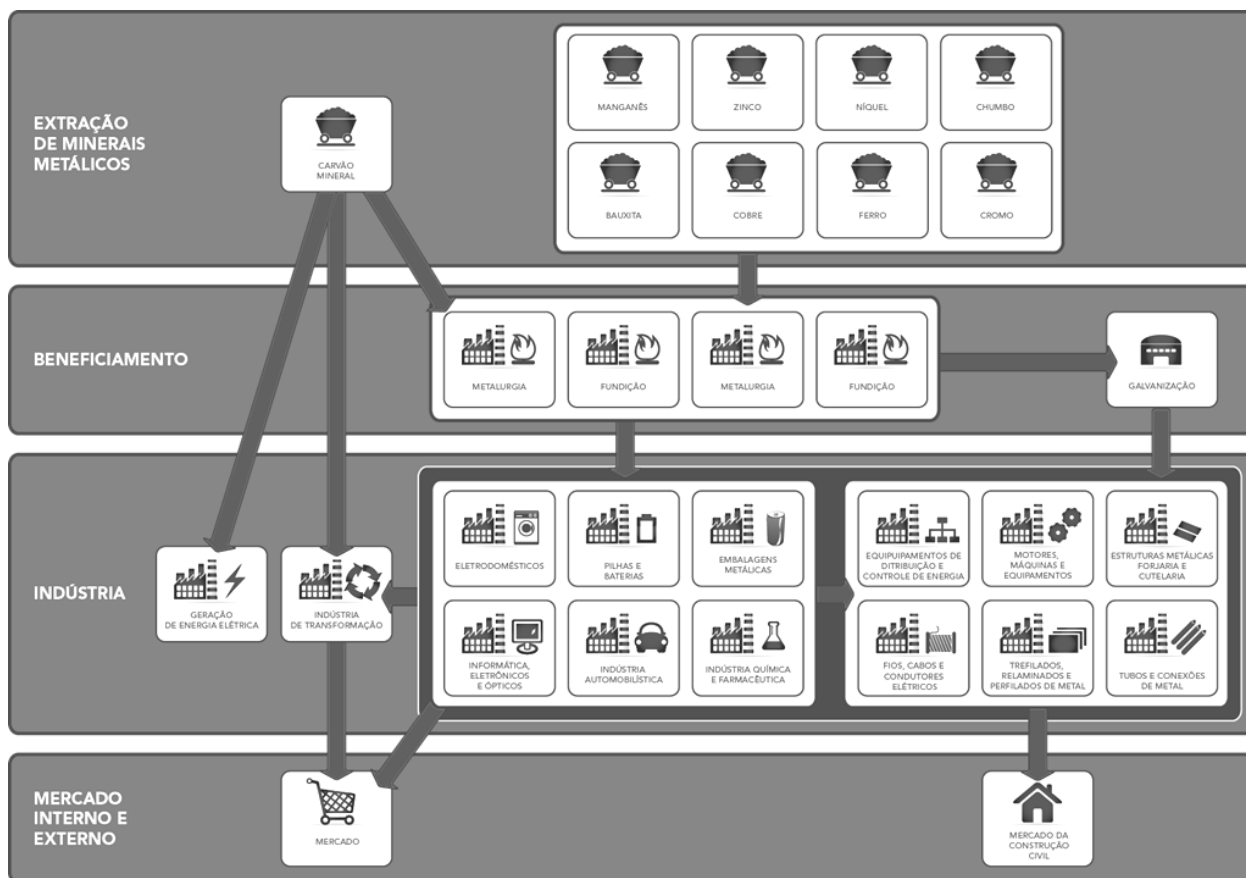 EXTRAÇÃO
DE MINERAIS
METÁLICOS
CARVÃO
MINERAL
MANGANÊS
ZINCO
NÍQUEL
CHUMBO
BAUXITA
COBRE
FERRO
CROMO
BENEFICIAMENTO
METALURGIA
FUNDIÇÃO
METALURGIA
FUNDIÇÃO
GALVANIZAÇÃO
INDÚSTRIA
GERAÇÃO
DE ENERGIA ELÉTRICA
INDÚSTRIA
DE TRANSFORMAÇÃO
ELETRODOMÉSTICOS
PILHAS E
BATERIAS
EMBALAGENS
METÁLICAS
INFORMÁTICA,
ELETRÔNICOS
E ÓPTICOS
INDÚSTRIA
AUTOMOBILÍSTICA
INDÚSTRIA QUÍMICA
E FARMACÊUTICA
EQUIPUIPAMENTOS DE
DITRIBUIÇÃO E
CONTROLE DE ENERGIA
MOTORES,
MÁQUINAS E
EQUIPAMENTOS
ESTRUTURAS METÁLICAS
FORJARIA E
CUTELARIA
FIOS, CABOS E
CONDUTORES
ELÉTRICOS
TREFILADOS,
RELAMINADOS E
PERFILADOS DE METAL
TUBOS E CONEXÕES
DE METAL
MERCADO
INTERNO E
EXTERNO
MERCADO
MERCADO DA
CONSTRUÇÃO
CIVIL